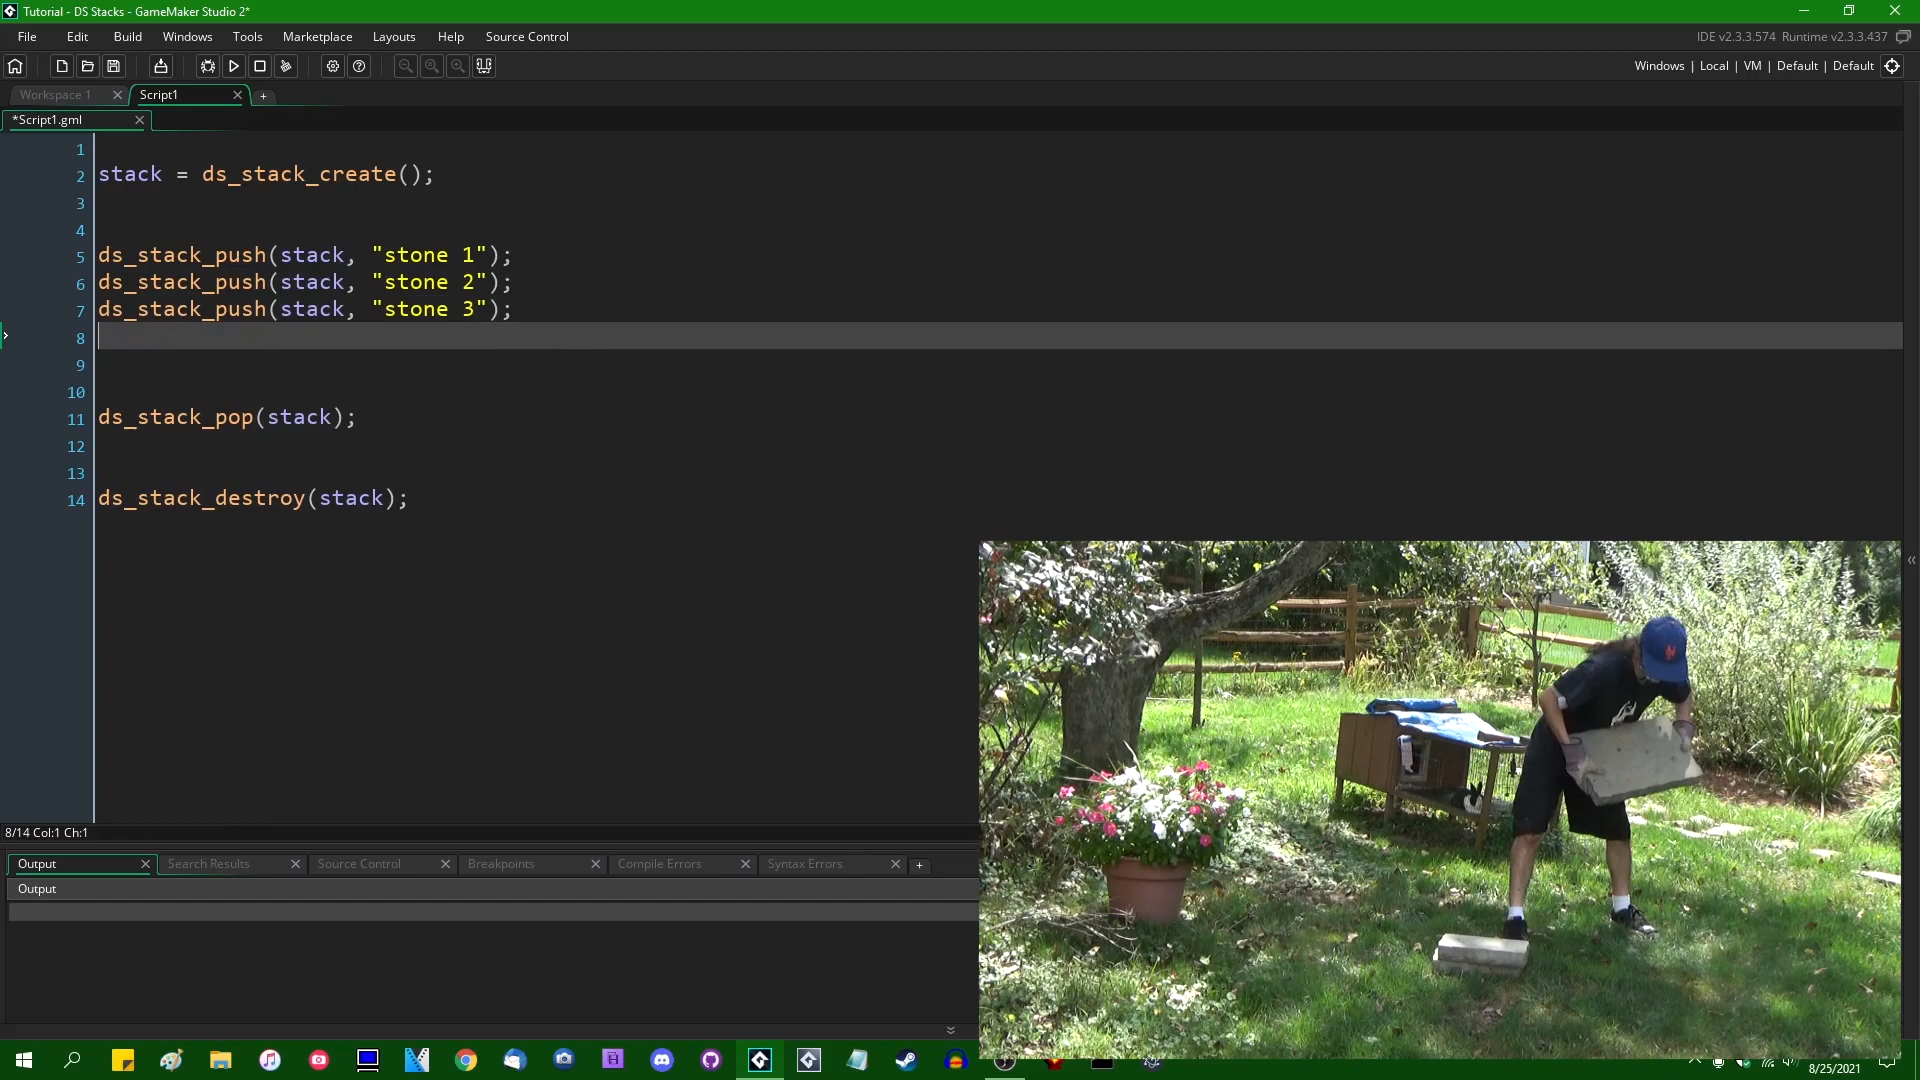 Tutorial - DS Stacks - GameMaker Studio 2*
File Edit Build Windows Tools Marketplace Layouts Help Source Control
IDE v2.3.3.574 Runtime v2.3.3.437
Windows | Local | VM | Default | Default
Workspace 1 Script1 +
*Script1.gml
1
2 stack = ds_stack_create();
3
4
5 ds_stack_push(stack, "stone 1");
6 ds_stack_push(stack, "stone 2");
7 ds_stack_push(stack, "stone 3");
8
9
10
11 ds_stack_pop(stack);
12
13
14 ds_stack_destroy(stack);
8/14 Col:1 Ch:1
Output Search Results Source Control Breakpoints Compile Errors Syntax Errors +
Output
8/25/2021